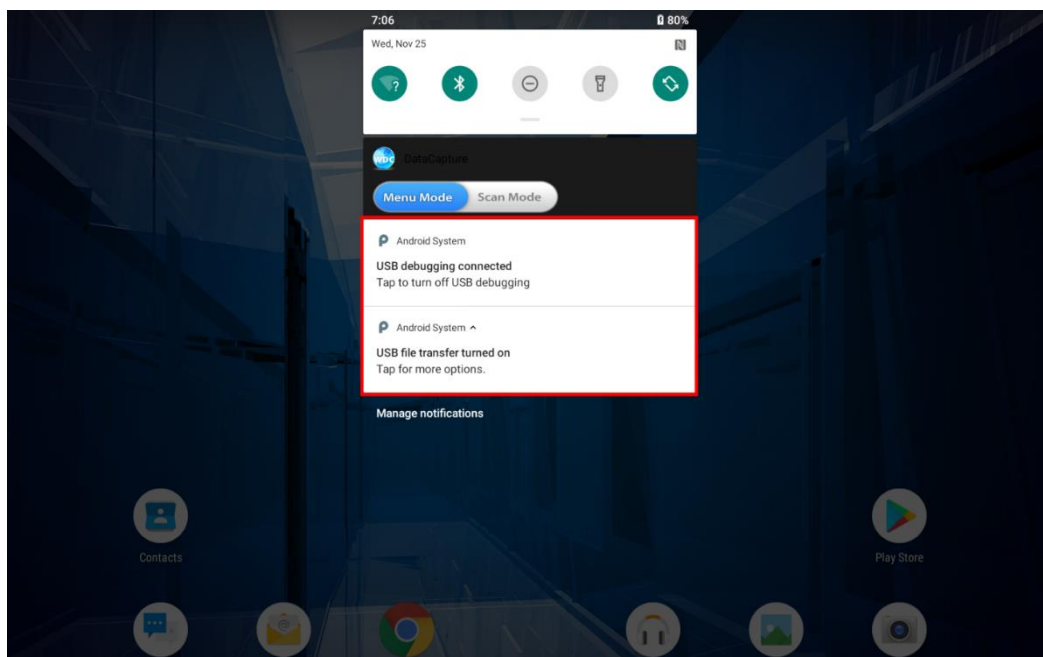 7:06
80%
Wed, Nov 25
?
WDC DataCapture
Menu Mode Scan Mode
Android System
USB debugging connected
Tap to turn off USB debugging
Android System
USB file transfer turned on
Tap for more options.
Manage notifications
Contacts
Play Store